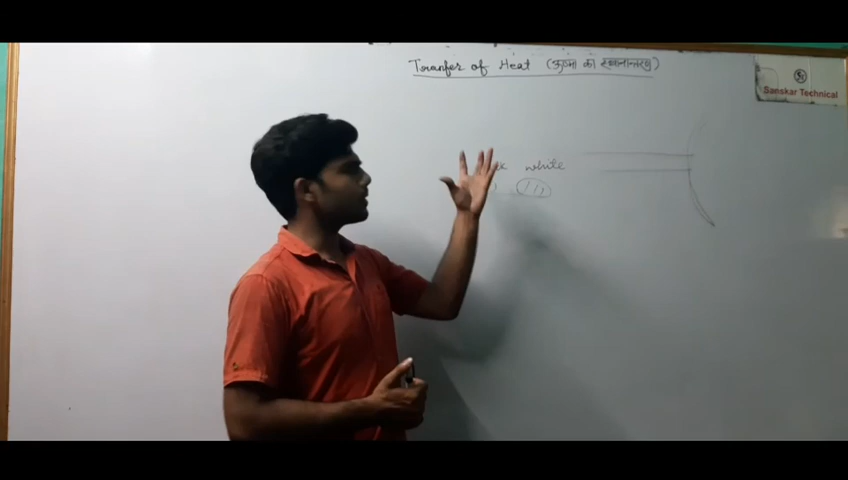 Transfer of Heat (ऊष्मा का स्थानान्तरण)
Sanskar Technical
white